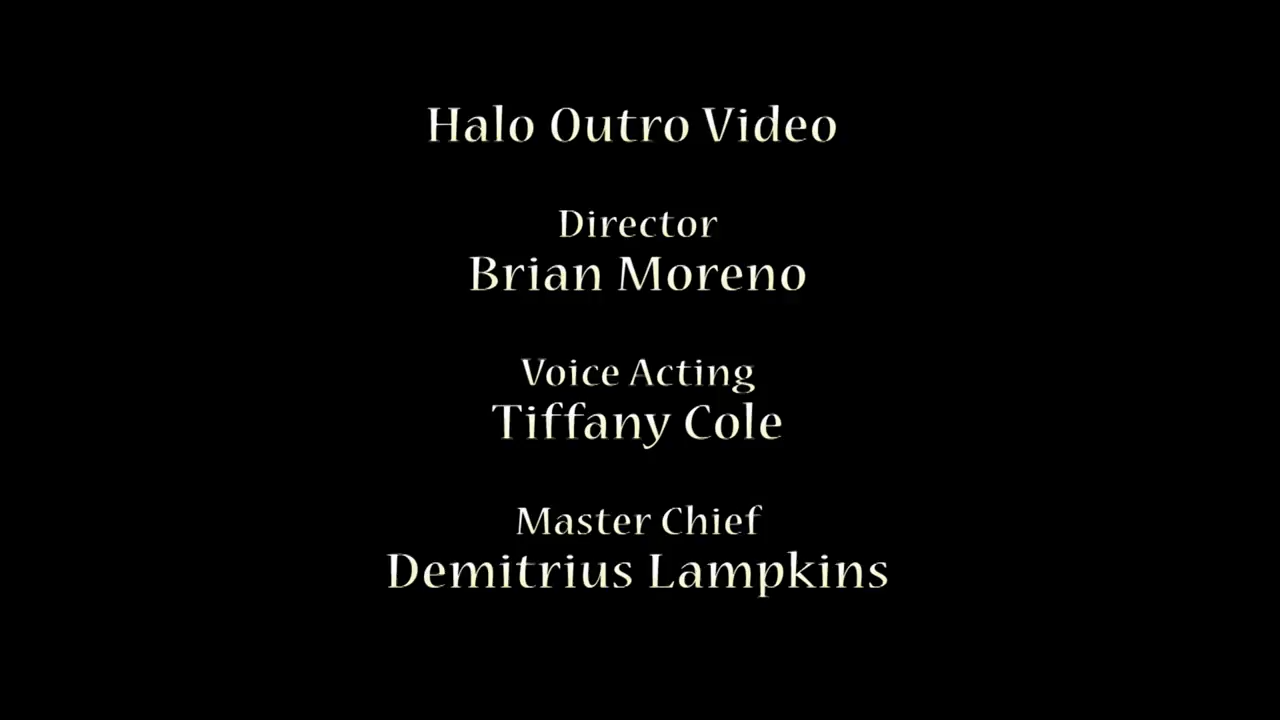 Halo Outro Video
Director
Brian Moreno
Voice Acting
Tiffany Cole
Master Chief
Demitrius Lampkins